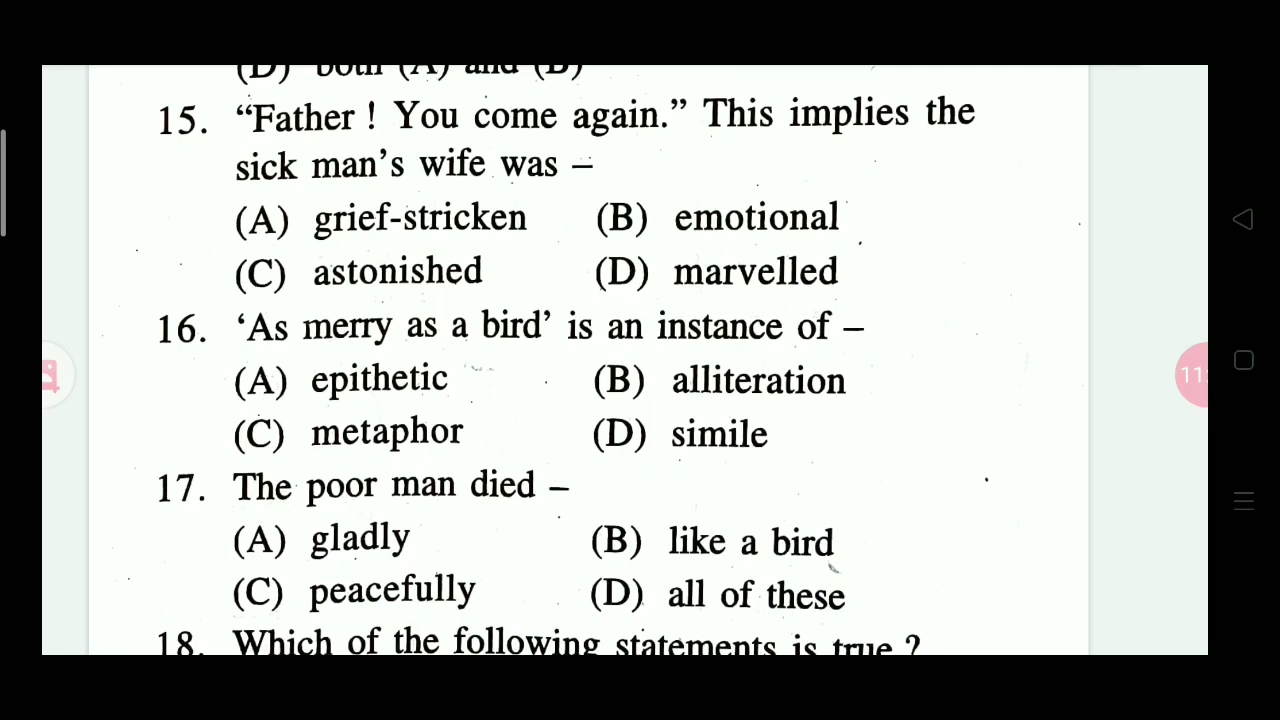 (D) both (A) and (B)
15. “Father ! You come again.” This implies the
sick man’s wife was –
(A) grief-stricken (B) emotional
(C) astonished (D) marvelled
16. ‘As merry as a bird’ is an instance of –
(A) epithetic (B) alliteration
(C) metaphor (D) simile
17. The poor man died –
(A) gladly (B) like a bird
(C) peacefully (D) all of these
18. Which of the following statements is true ?